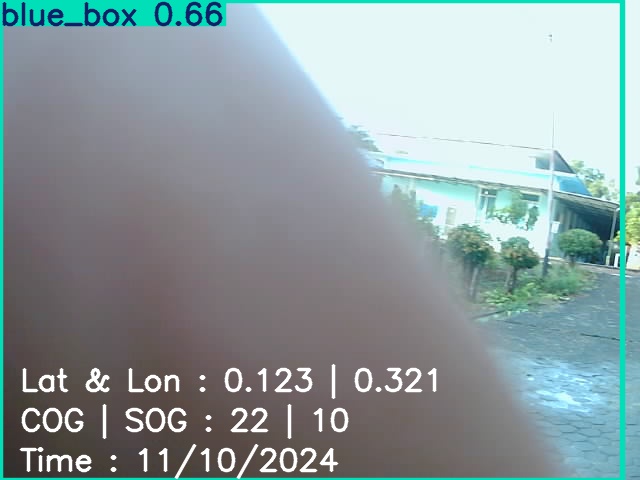 blue_box 0.66
Lat & Lon : 0.123 | 0.321
COG | SOG : 22 | 10
Time : 11/10/2024